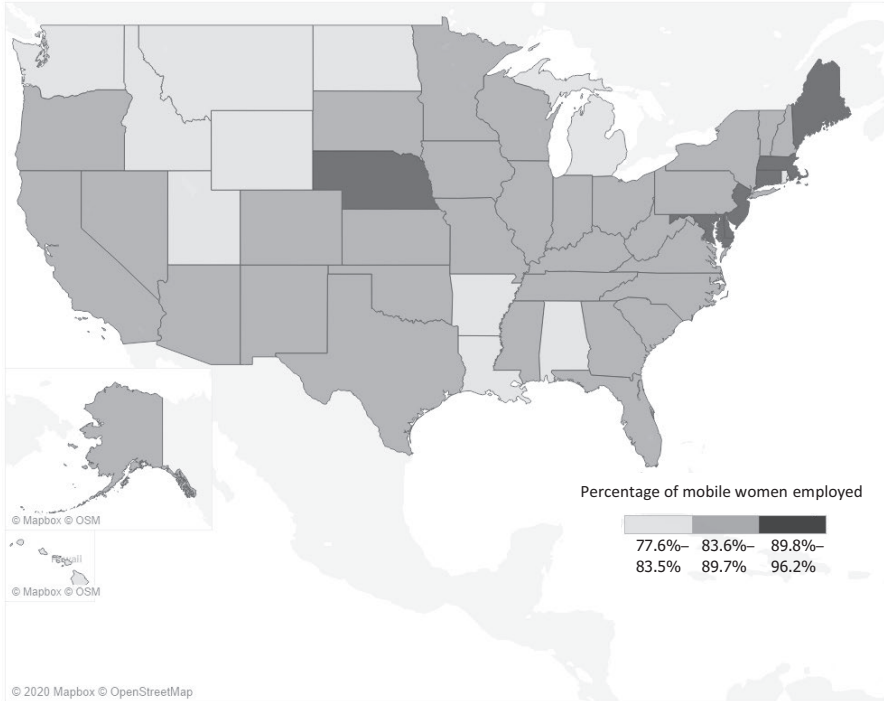 Percentage of mobile women employed
77.6%– 83.6%– 89.8%–
83.5% 89.7% 96.2%
© Mapbox © OSM
Hawaii
© Mapbox © OSM
© 2020 Mapbox © OpenStreetMap